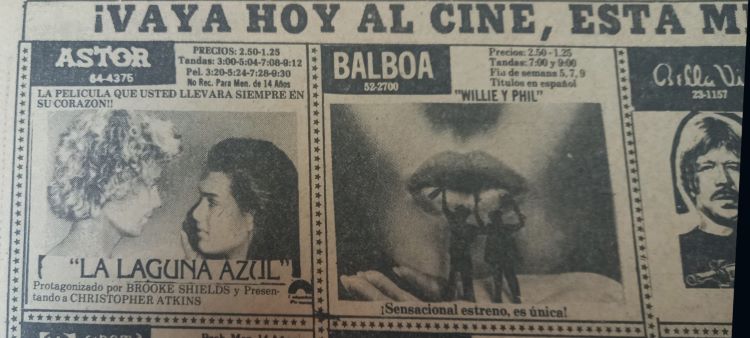 ¡VAYA HOY AL CINE, ESTA
ASTOR
64-4375
PRECIOS: 2.50-1.25
Tandas: 3:00-5:04-7:08-9:12
Pel. 3:20-5:24-7:28-9:30
No Rec. Para Men. de 14 Años
LA PELICULA QUE USTED LLEVARA SIEMPRE EN
SU CORAZON!!
"LA LAGUNA AZUL"
Protagonizado por BROOKE SHIELDS y Presen-
tando a CHRISTOPHER ATKINS
BALBOA
52-2700
Precios: 2.50 - 1.25
Tandas: 7:00 y 9:00
Fin de semana 5, 7, 9
Titulos en español
"WILLIE Y PHIL"
¡Sensacional estreno, es única!
Bella
23-1157